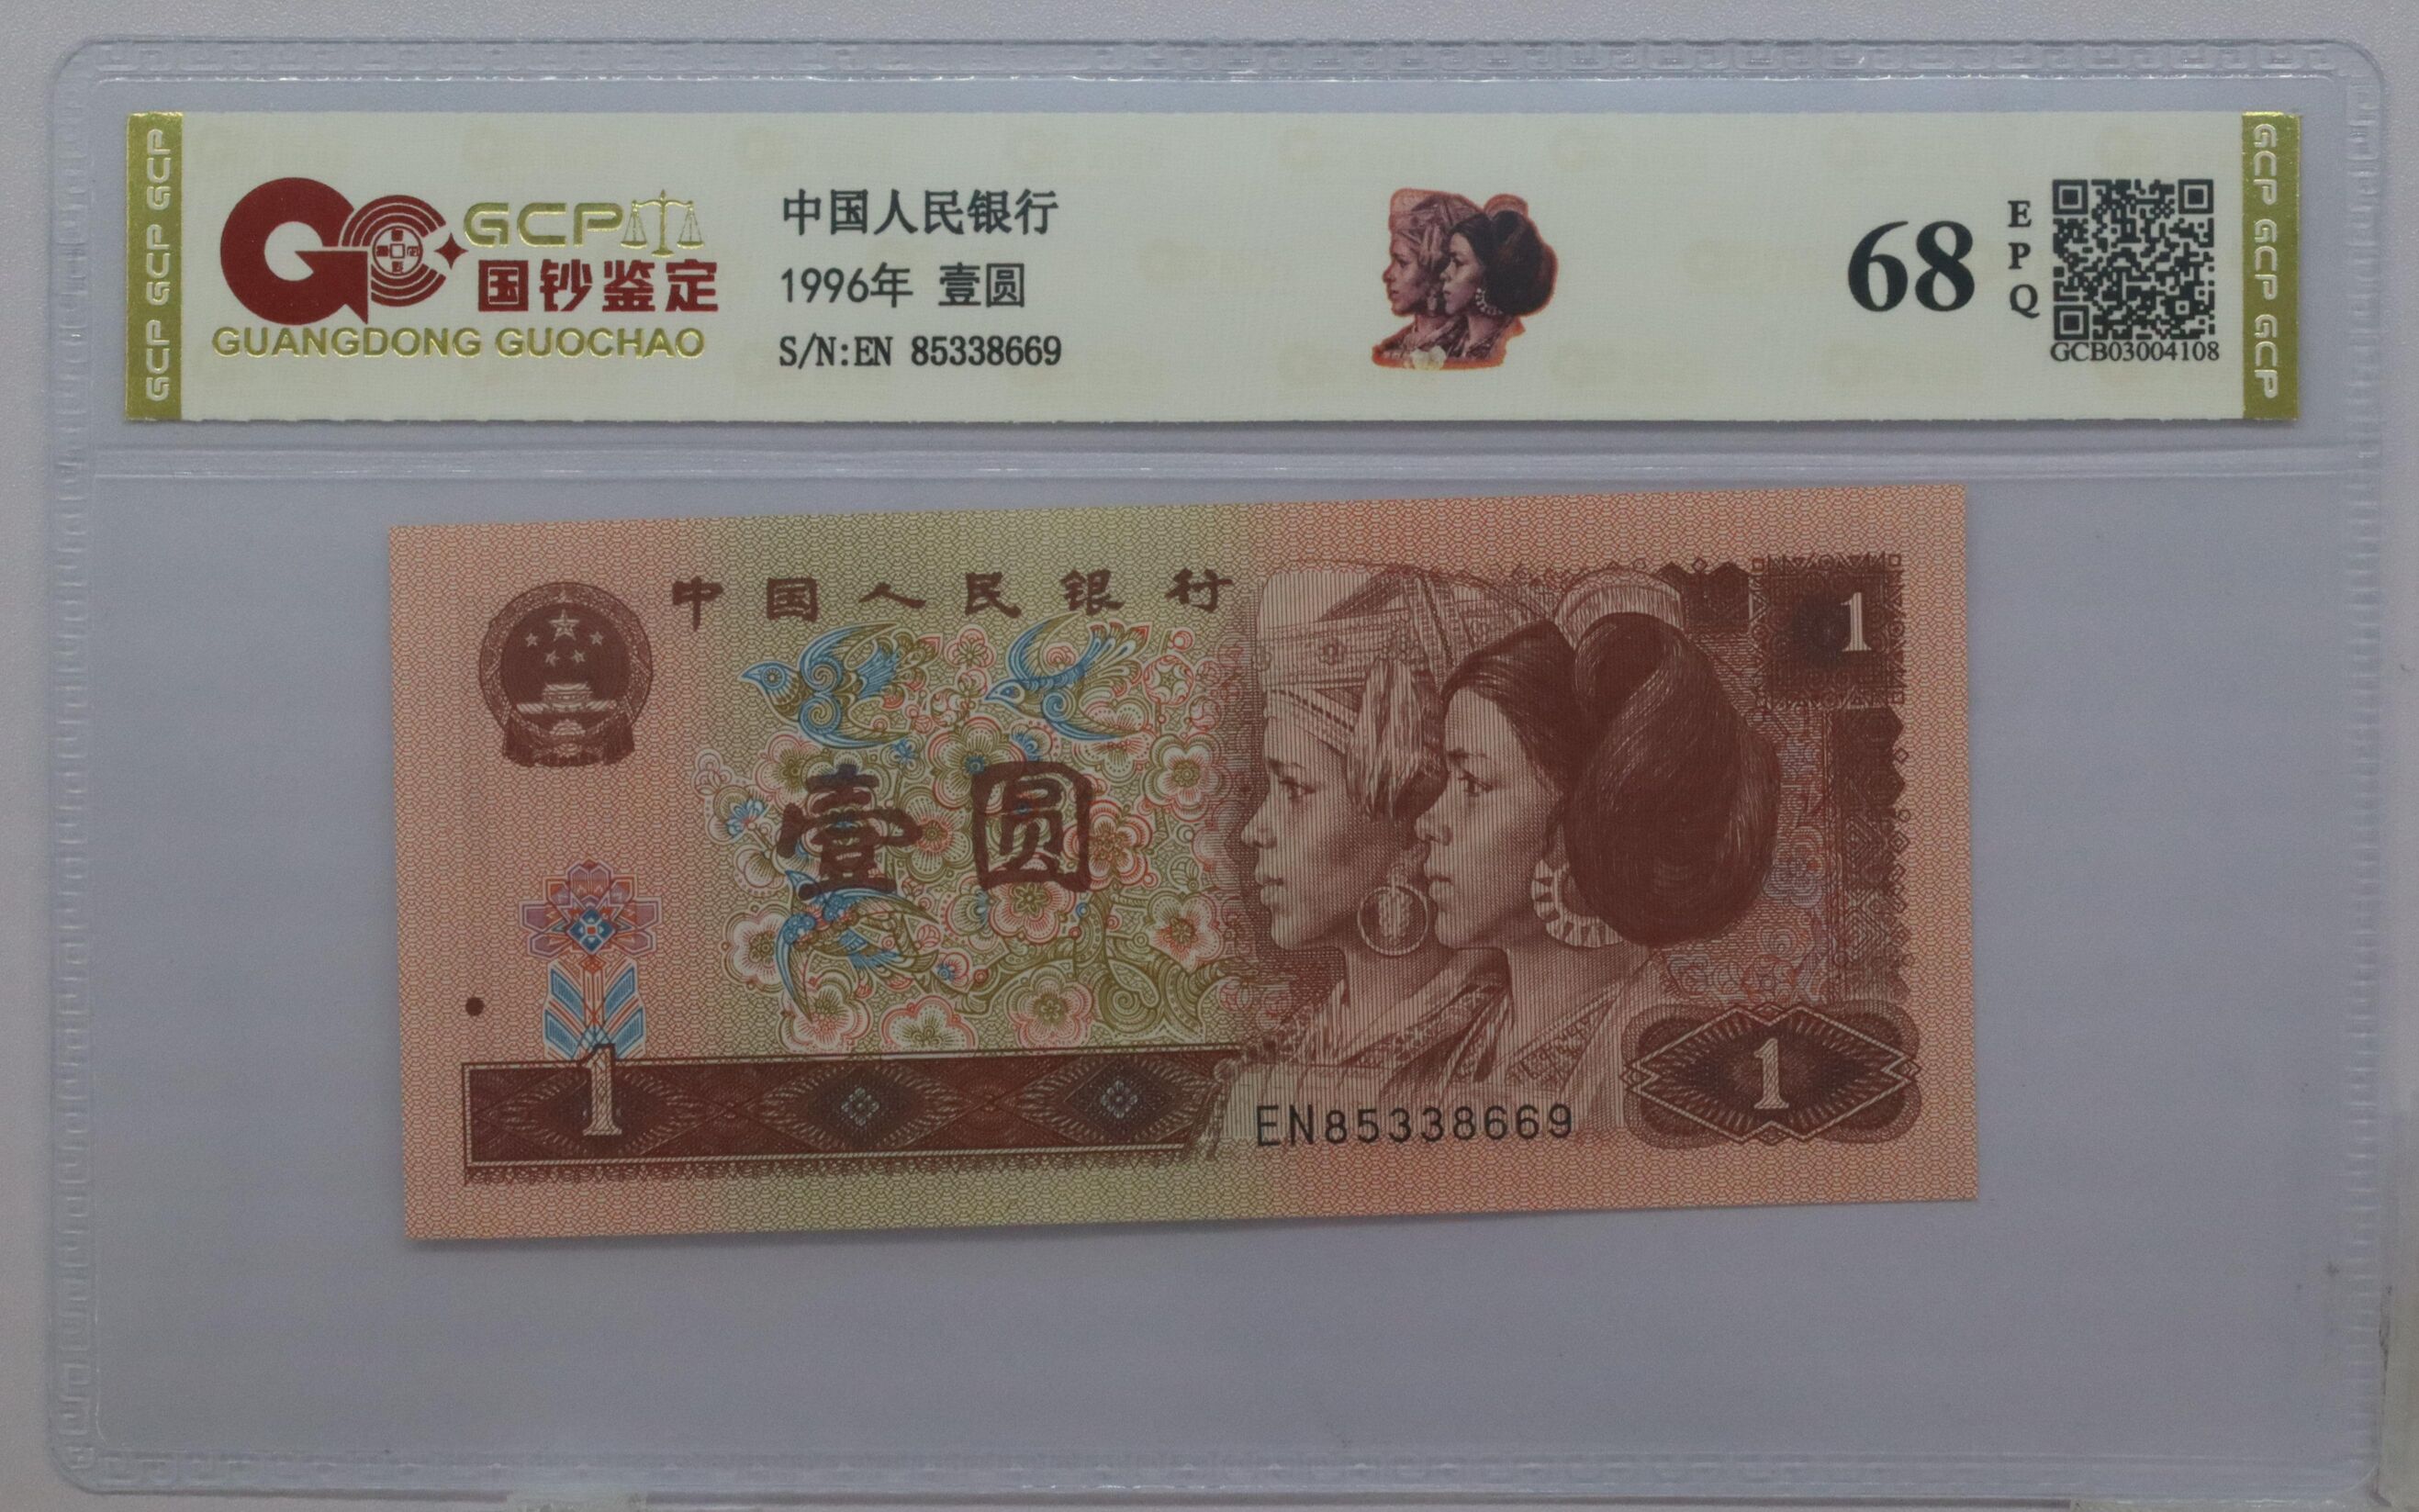 GCP GCP GCP
GCP
国钞鉴定
GUANGDONG GUOCHAO
中国人民银行
1996年 壹圆
S/N:EN 85338669
68
E
P
Q
GCB03004108
GCP GCP GCP
中国人民银行
1
壹圆
1
EN85338669
1